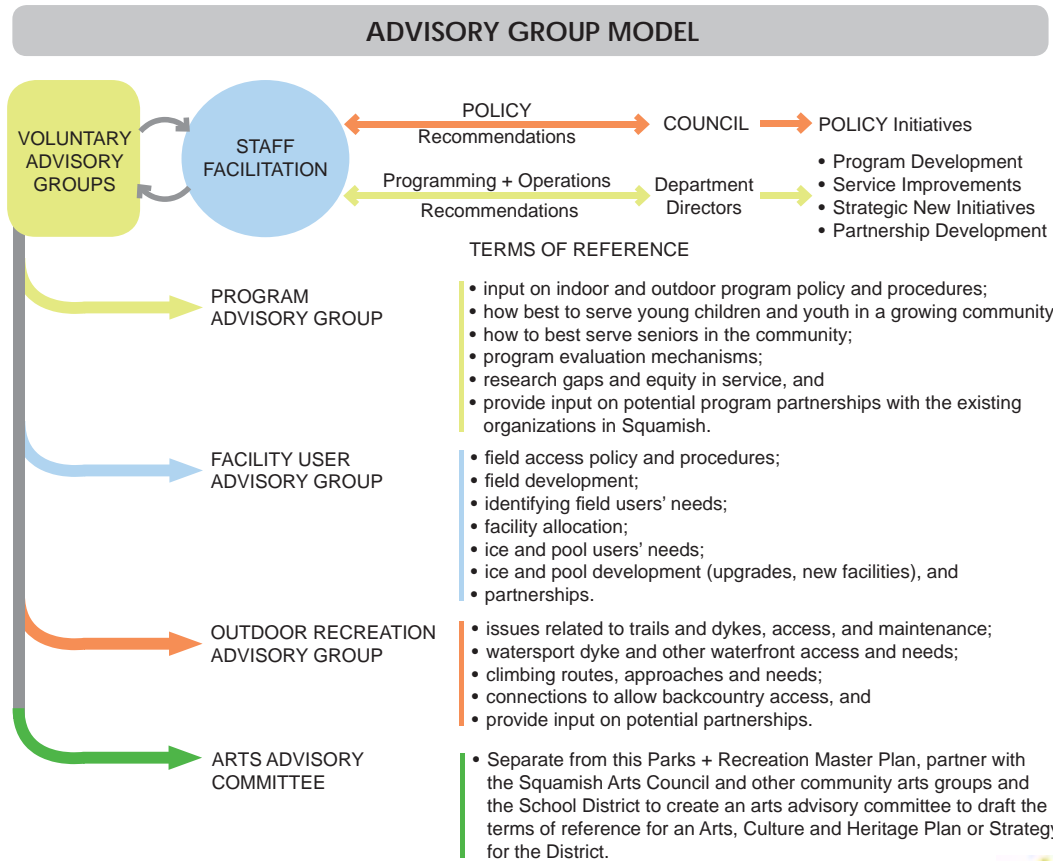 ADVISORY GROUP MODEL
VOLUNTARY
ADVISORY
GROUPS
STAFF
FACILITATION
POLICY
Recommendations
COUNCIL
POLICY Initiatives
Programming + Operations
Recommendations
Department
Directors
• Program Development
• Service Improvements
• Strategic New Initiatives
• Partnership Development
TERMS OF REFERENCE
PROGRAM
ADVISORY GROUP
• input on indoor and outdoor program policy and procedures;
• how best to serve young children and youth in a growing community
• how to best serve seniors in the community;
• program evaluation mechanisms;
• research gaps and equity in service, and
• provide input on potential program partnerships with the existing
organizations in Squamish.
FACILITY USER
ADVISORY GROUP
• field access policy and procedures;
• field development;
• identifying field users’ needs;
• facility allocation;
• ice and pool users’ needs;
• ice and pool development (upgrades, new facilities), and
• partnerships.
OUTDOOR RECREATION
ADVISORY GROUP
• issues related to trails and dykes, access, and maintenance;
• watersport dyke and other waterfront access and needs;
• climbing routes, approaches and needs;
• connections to allow backcountry access, and
• provide input on potential partnerships.
ARTS ADVISORY
COMMITTEE
• Separate from this Parks + Recreation Master Plan, partner with
the Squamish Arts Council and other community arts groups and
the School District to create an arts advisory committee to draft the
terms of reference for an Arts, Culture and Heritage Plan or Strategy
for the District.